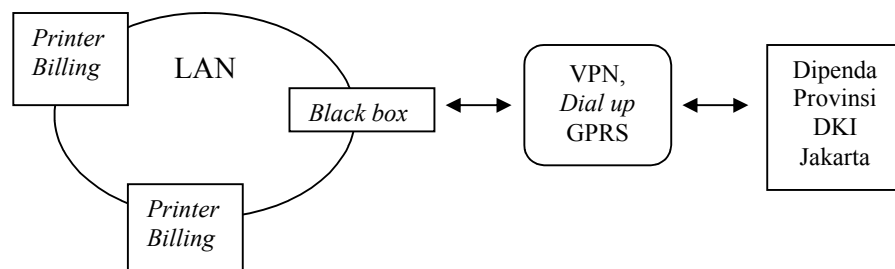 Printer
Billing
LAN
Black box
Printer
Billing
VPN,
Dial up
GPRS
Dipenda
Provinsi
DKI
Jakarta